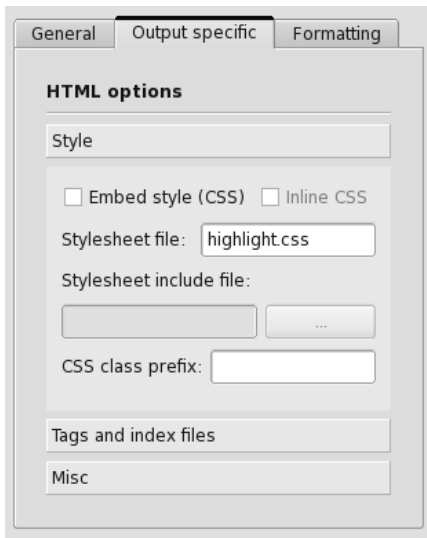 General Output specific Formatting
HTML options
Style
Embed style (CSS) Inline CSS
Stylesheet file: highlight.css
Stylesheet include file:
...
CSS class prefix:
Tags and index files
Misc